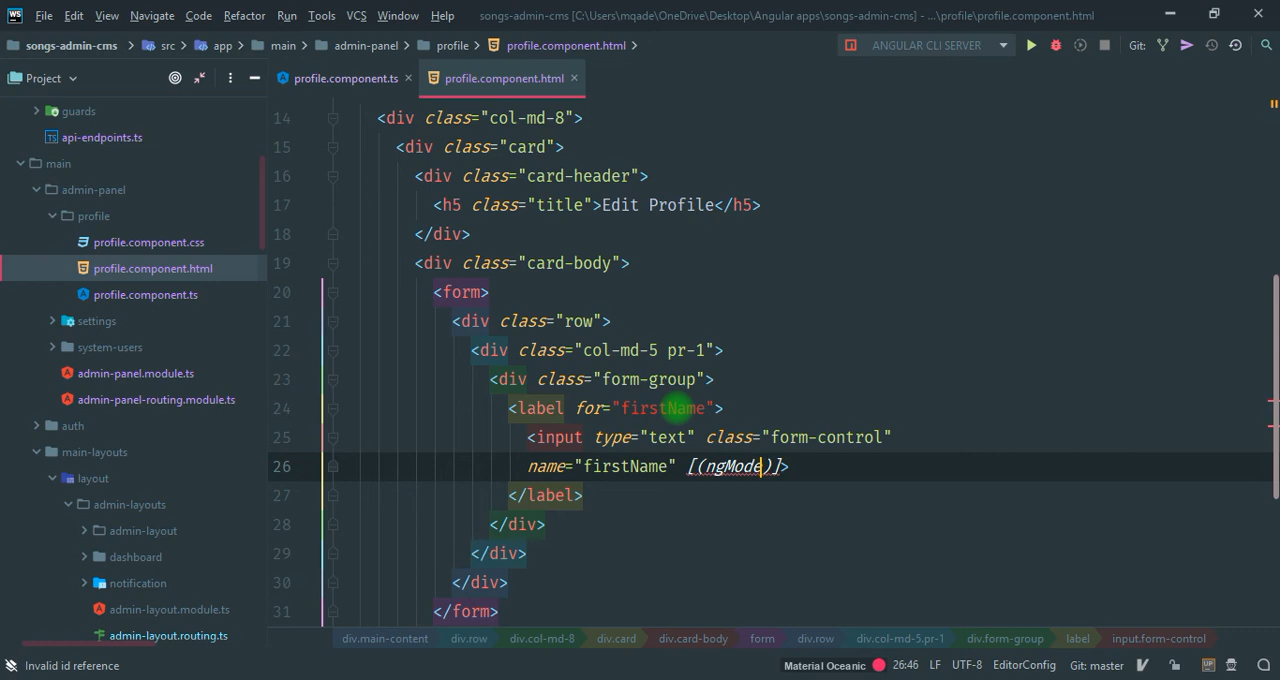 WS File Edit View Navigate Code Refactor Run Tools VCS Window Help songs-admin-cms [C:\Users\mqade\OneDrive\Desktop\Angular apps\songs-admin-cms] - ...\profile\profile.component.html
songs-admin-cms src app main admin-panel profile profile.component.html ANGULAR CLI SERVER Git:
Project profile.component.ts profile.component.html
guards
api-endpoints.ts
main
admin-panel
profile
profile.component.css
profile.component.html
profile.component.ts
settings
system-users
admin-panel.module.ts
admin-panel-routing.module.ts
auth
main-layouts
layout
admin-layouts
admin-layout
dashboard
notification
admin-layout.module.ts
admin-layout.routing.ts
14 <div class="col-md-8">
15 <div class="card">
16 <div class="card-header">
17 <h5 class="title">Edit Profile</h5>
18 </div>
19 <div class="card-body">
20 <form>
21 <div class="row">
22 <div class="col-md-5 pr-1">
23 <div class="form-group">
24 <label for="firstName">
25 <input type="text" class="form-control"
26 name="firstName" [(ngMode)]>
27 </label>
28 </div>
29 </div>
30 </div>
31 </form>
div.main-content div.row div.col-md-8 div.card div.card-body form div.row div.col-md-5.pr-1 div.form-group label input.form-control
Invalid id reference Material Oceanic 26:46 LF UTF-8 EditorConfig Git: master UP